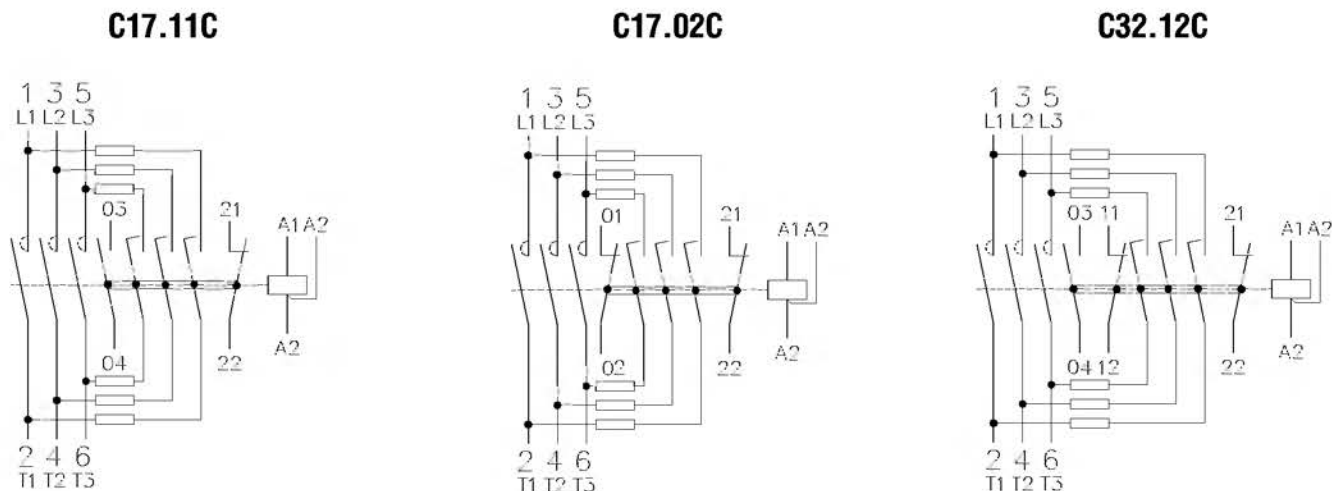 C17.11C C17.02C C32.12C
1 3 5 1 3 5 1 3 5
L1 L2 L3 L1 L2 L3 L1 L2 L3
03 21 A1 A2 01 21 A1 A2 03 11 21 A1 A2
04 22 A2 02 22 A2 04 12 22 A2
2 4 6 2 4 6 2 4 6
T1 T2 T3 T1 T2 T3 T1 T2 T3